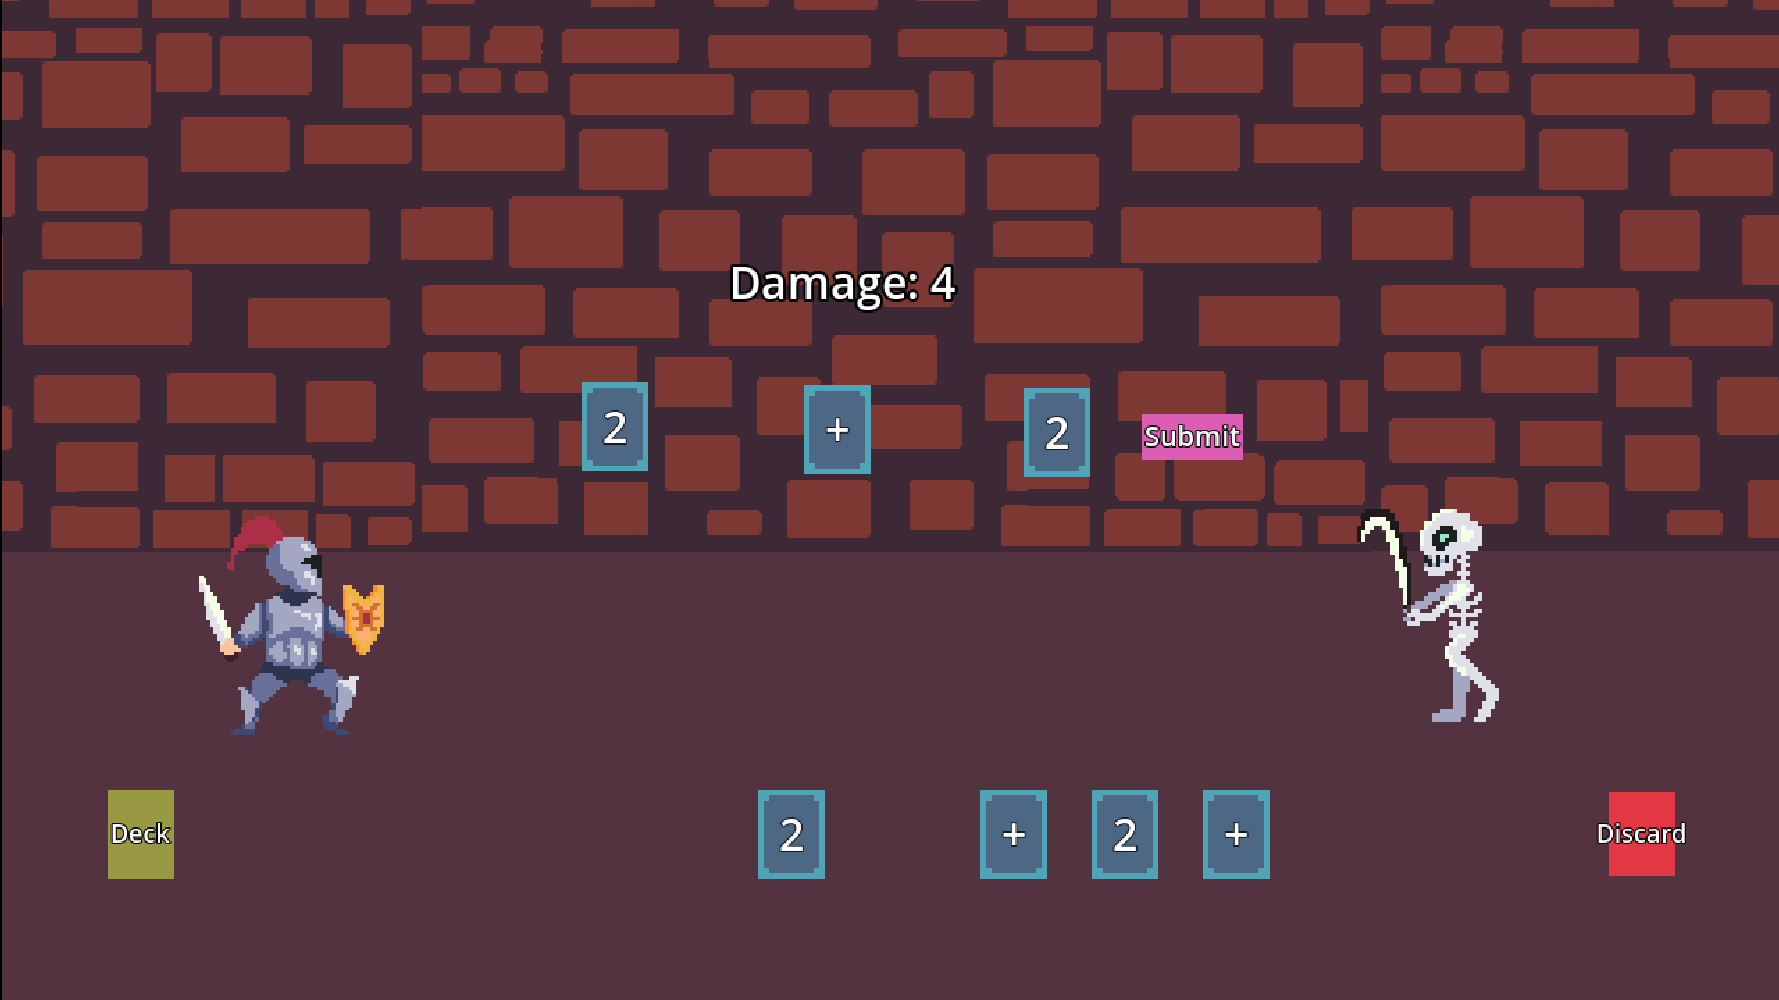 Damage: 4
2 + 2 Submit
Deck 2 + 2 + Discard